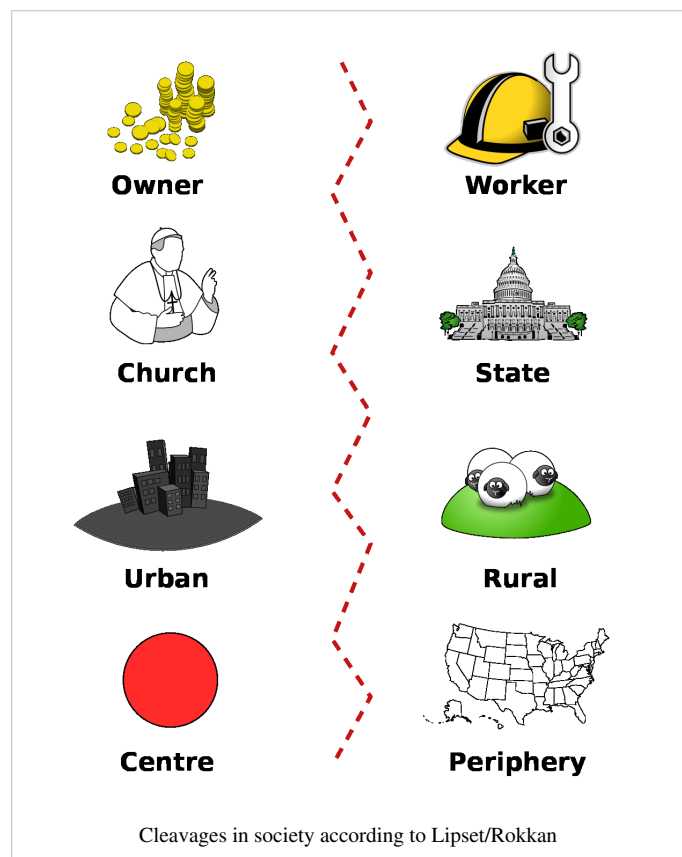 Owner
Worker
Church
State
Urban
Rural
Centre
Periphery
Cleavages in society according to Lipset/Rokkan